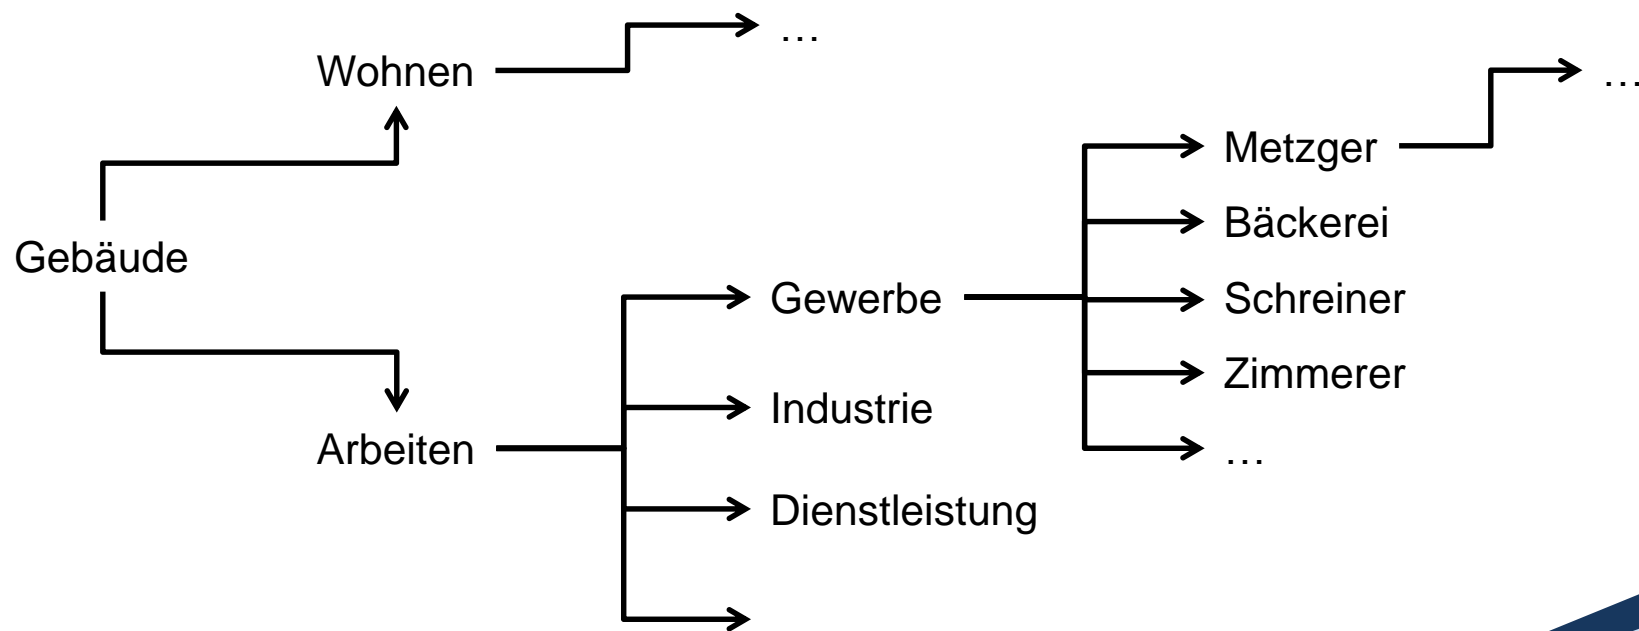 …
Wohnen
…
Metzger
Bäckerei
Gebäude
Gewerbe
Schreiner
Zimmerer
Industrie
Arbeiten
…
Dienstleistung